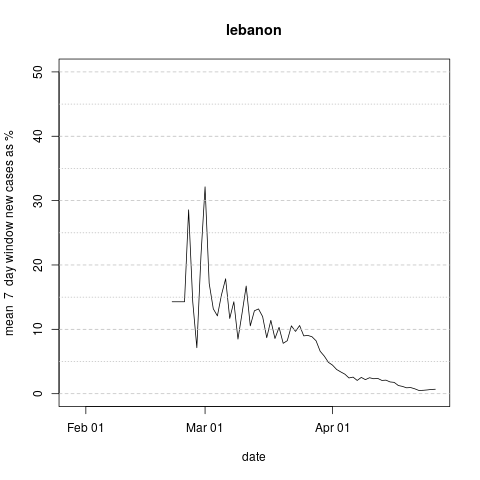 lebanon
mean 7 day window new cases as %
50
40
30
20
10
0
Feb 01
Mar 01
Apr 01
date